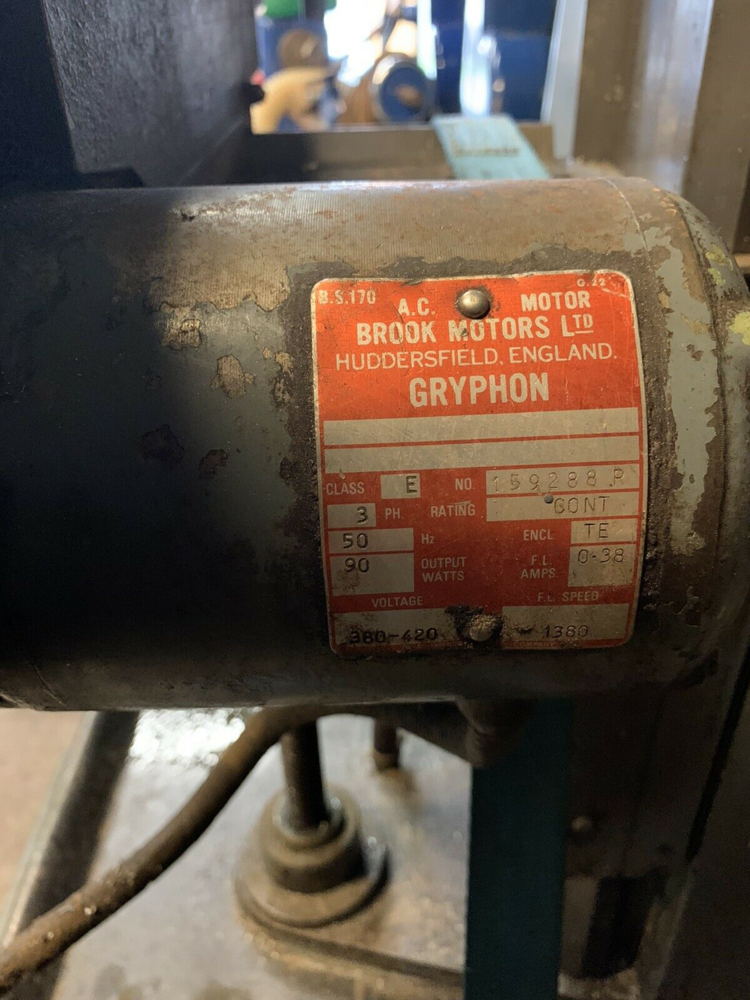 B.S.170 G.22
A.C. MOTOR
BROOK MOTORS LTD
HUDDERSFIELD, ENGLAND.
GRYPHON
CLASS E NO. 159288 R
3 PH. RATING CONT
50 Hz ENCL TE
90 OUTPUT WATTS F.L. AMPS. 0-38
VOLTAGE F.L. SPEED
380-420 1380